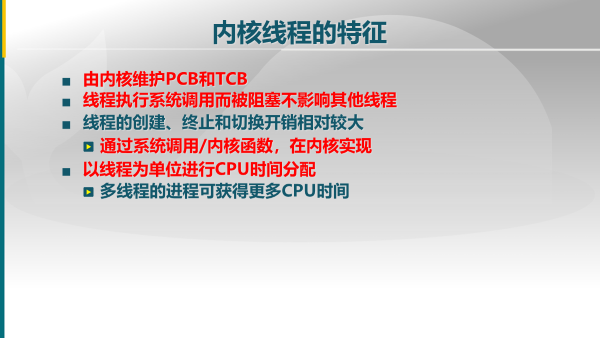 内核线程的特征
由内核维护PCB和TCB
线程执行系统调用而被阻塞不影响其他线程
线程的创建、终止和切换开销相对较大
通过系统调用/内核函数，在内核实现
以线程为单位进行CPU时间分配
多线程的进程可获得更多CPU时间